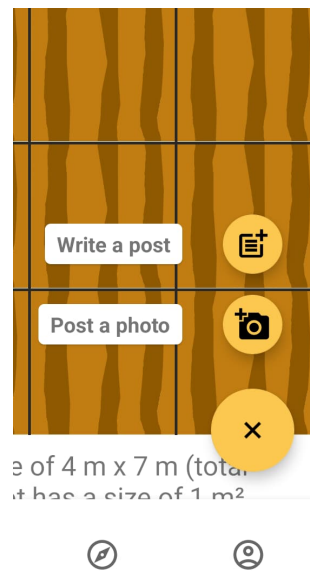 Write a post
Post a photo
e of 4 m x 7 m (total
t has a size of 1 m²